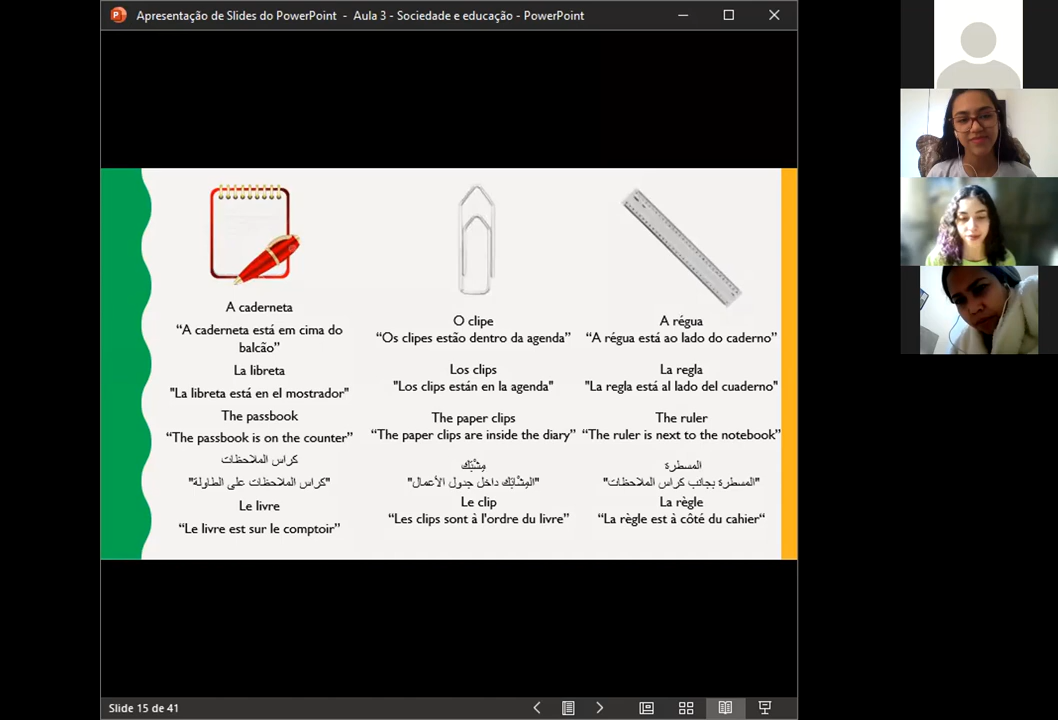 Apresentação de Slides do PowerPoint - Aula 3 - Sociedade e educação - PowerPoint
A caderneta
“A caderneta está em cima do
balcão”
La libreta
"La libreta está en el mostrador"
The passbook
“The passbook is on the counter”
كراس الملاحظات
"كراس الملاحظات على الطاولة"
Le livre
“Le livre est sur le comptoir”
O clipe
“Os clipes estão dentro da agenda”
Los clips
"Los clips están en la agenda"
The paper clips
“The paper clips are inside the diary”
مِشْبَك
"المِشْابَك داخل جدول الأعمال"
Le clip
“Les clips sont à l'ordre du livre”
A régua
“A régua está ao lado do caderno”
La regla
"La regla está al lado del cuaderno"
The ruler
“The ruler is next to the notebook”
المسطرة
"المسطرة بجانب كراس الملاحظات"
La règle
“La règle est à côté du cahier“
Slide 15 de 41